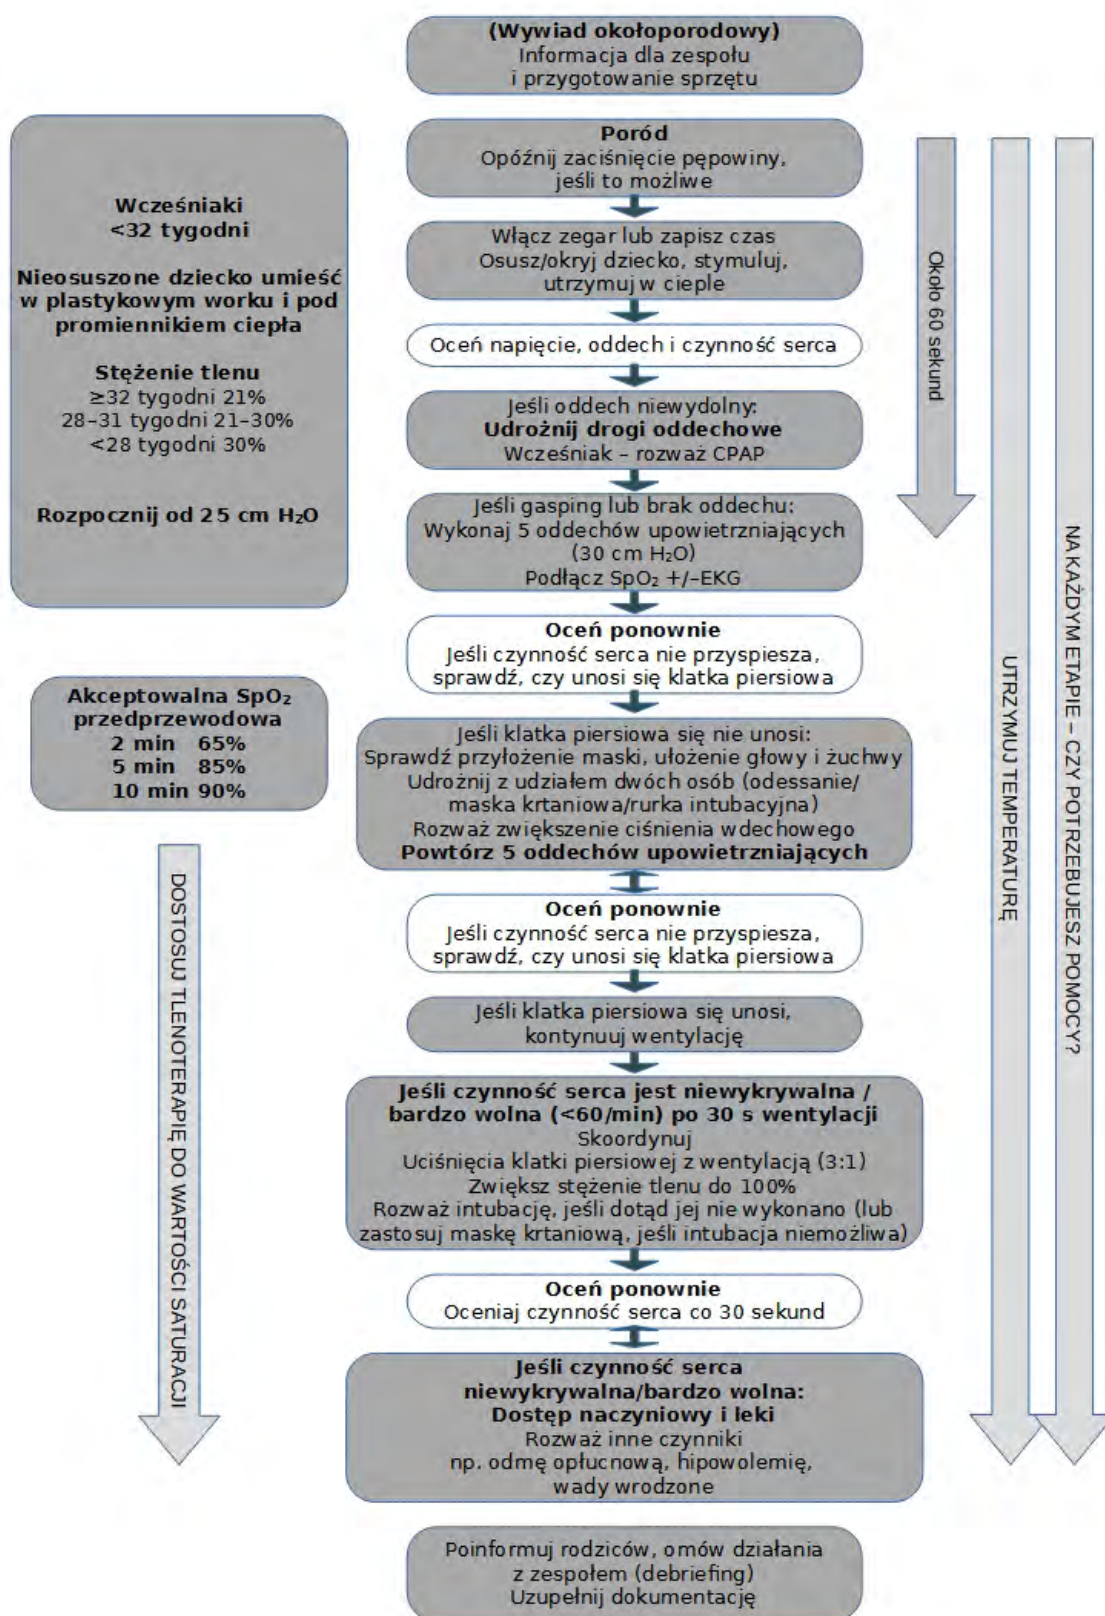 (Wywiad okołoporodowy)
Informacja dla zespołu
i przygotowanie sprzętu
Poród
Opóźnij zaciśnięcie pępowiny,
jeśli to możliwe
Włącz zegar lub zapisz czas
Osusz/okryj dziecko, stymuluj,
utrzymuj w cieple
Oceń napięcie, oddech i czynność serca
Jeśli oddech niewydolny:
Udrożnij drogi oddechowe
Wcześniak – rozważ CPAP
Jeśli gasping lub brak oddechu:
Wykonaj 5 oddechów upowietrzniających
(30 cm H₂O)
Podłącz SpO₂ +/–EKG
Oceń ponownie
Jeśli czynność serca nie przyspiesza,
sprawdź, czy unosi się klatka piersiowa
Jeśli klatka piersiowa się nie unosi:
Sprawdź przyłożenie maski, ułożenie głowy i żuchwy
Udrożnij z udziałem dwóch osób (odessanie/
maska krtaniowa/rurka intubacyjna)
Rozważ zwiększenie ciśnienia wdechowego
Powtórz 5 oddechów upowietrzniających
Oceń ponownie
Jeśli czynność serca nie przyspiesza,
sprawdź, czy unosi się klatka piersiowa
Jeśli klatka piersiowa się unosi,
kontynuuj wentylację
Jeśli czynność serca jest niewykrywalna /
bardzo wolna (<60/min) po 30 s wentylacji
Skoordynuj
Uciśnięcia klatki piersiowej z wentylacją (3:1)
Zwiększ stężenie tlenu do 100%
Rozważ intubację, jeśli dotąd jej nie wykonano (lub
zastosuj maskę krtaniową, jeśli intubacja niemożliwa)
Oceń ponownie
Oceniaj czynność serca co 30 sekund
Jeśli czynność serca
niewykrywalna/bardzo wolna:
Dostęp naczyniowy i leki
Rozważ inne czynniki
np. odmę opłucnową, hipowolemię,
wady wrodzone
Poinformuj rodziców, omów działania
z zespołem (debriefing)
Uzupełnij dokumentację
Wcześniaki
<32 tygodni
Nieosuszone dziecko umieść
w plastykowym worku i pod
promiennikiem ciepła
Stężenie tlenu
≥32 tygodni 21%
28–31 tygodni 21–30%
<28 tygodni 30%
Rozpocznij od 25 cm H₂O
Akceptowalna SpO₂
przedprzewodowa
2 min 65%
5 min 85%
10 min 90%
DOSTOSUJ TLENOTERAPIĘ DO WARTOŚCI SATURACJI
Około 60 sekund
UTRZYMUJ TEMPERATURĘ
NA KAŻDYM ETAPIE – CZY POTRZEBUJESZ POMOCY?